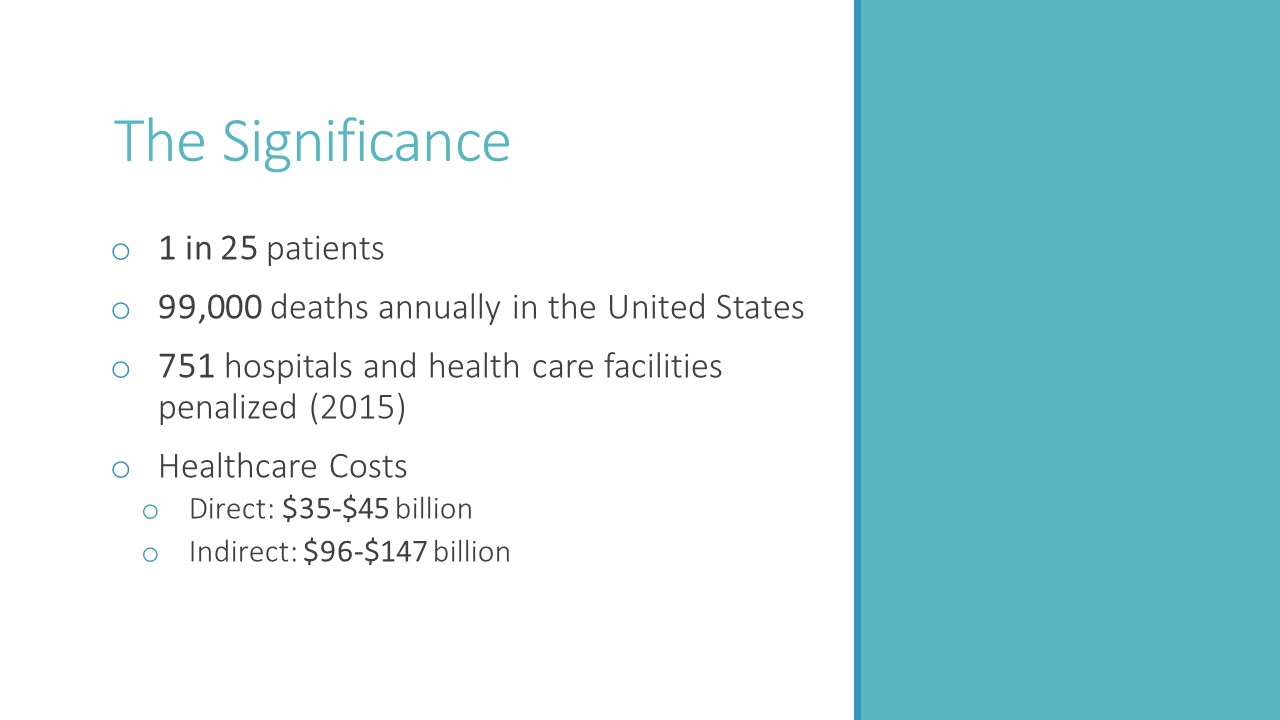 The Significance
o 1 in 25 patients
o 99,000 deaths annually in the United States
o 751 hospitals and health care facilities
penalized (2015)
o Healthcare Costs
o Direct: $35-$45 billion
o Indirect: $96-$147 billion